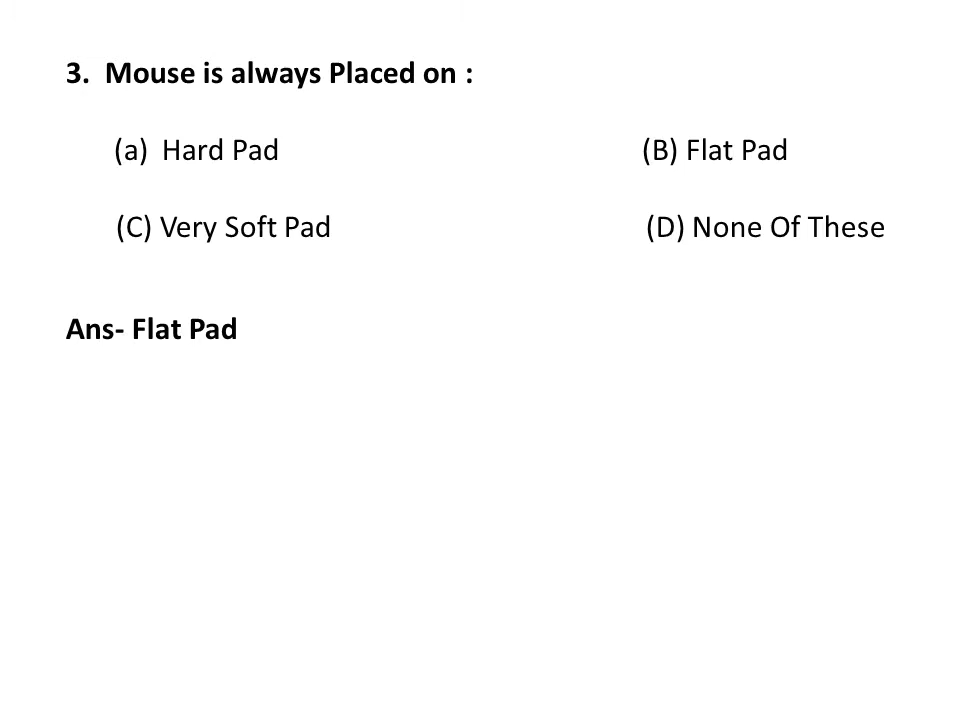 3. Mouse is always Placed on :
(a) Hard Pad (B) Flat Pad
(C) Very Soft Pad (D) None Of These
Ans- Flat Pad